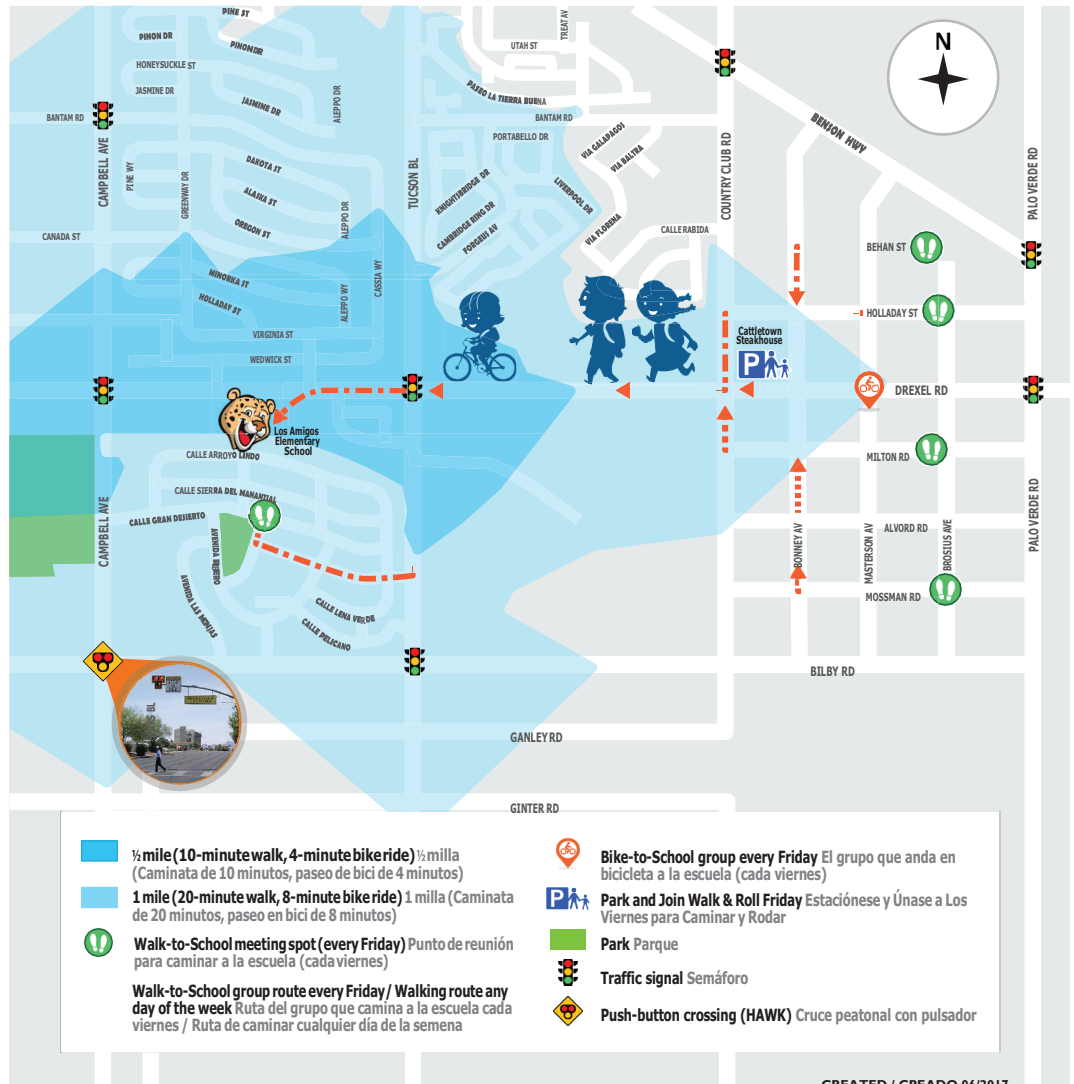 PINE ST
TREAT AV
PINON DR
PINON DR
UTAH ST
N
HONEYSUCKLE ST
JASMINE DR
JASMINE DR
ALEPPO DR
PASEO LA TIERRA BUENA
BANTAM RD
BANTAM RD
BENSON HWY
PORTABELLO DR
VIA GALAPAGOS
VIA BALTRA
CAMPBELL AVE
PINE WY
GREENWAY DR
DAKOTA ST
ALASKA ST
OREGON ST
ALEPPO DR
TUCSON BL
KNIGHTBRIDGE DR
CAMBRIDGE RING DR
FORGEUS AV
LIVERPOOL DR
VIA FLORENA
COUNTRY CLUB RD
PALO VERDE RD
CANADA ST
CALLE RABIDA
BEHAN ST
MINORKA ST
HOLLADAY ST
ALEPPO WY
CASSIA WY
HOLLADAY ST
VIRGINIA ST
Cattletown
Steakhouse
P
WEDWICK ST
DREXEL RD
Los Amigos
Elementary
School
CALLE ARROYO LINDO
MILTON RD
CALLE SIERRA DEL MANANTIAL
CALLE GRAN DESIERTO
CAMPBELL AVE
AVENIDA LAS MONJAS
ALVORD RD
BONNEY AV
MASTERSON AV
BROSIUS AVE
PALO VERDE RD
MOSSMAN RD
CALLE LENA VERDE
CALLE PELICANO
BILBY RD
GANLEY RD
GINTER RD
½ mile (10-minute walk, 4-minute bike ride) ½ milla
(Caminata de 10 minutos, paseo de bici de 4 minutos)
1 mile (20-minute walk, 8-minute bike ride) 1 milla (Caminata
de 20 minutos, paseo en bici de 8 minutos)
Walk-to-School meeting spot (every Friday) Punto de reunión
para caminar a la escuela (cada viernes)
Walk-to-School group route every Friday / Walking route any
day of the week Ruta del grupo que camina a la escuela cada
viernes / Ruta de caminar cualquier día de la semena
Bike-to-School group every Friday El grupo que anda en
bicicleta a la escuela (cada viernes)
P
Park and Join Walk & Roll Friday Estaciónese y Únase a Los
Viernes para Caminar y Rodar
Park Parque
Traffic signal Semáforo
Push-button crossing (HAWK) Cruce peatonal con pulsador
CREATED / CREADO 06/2017